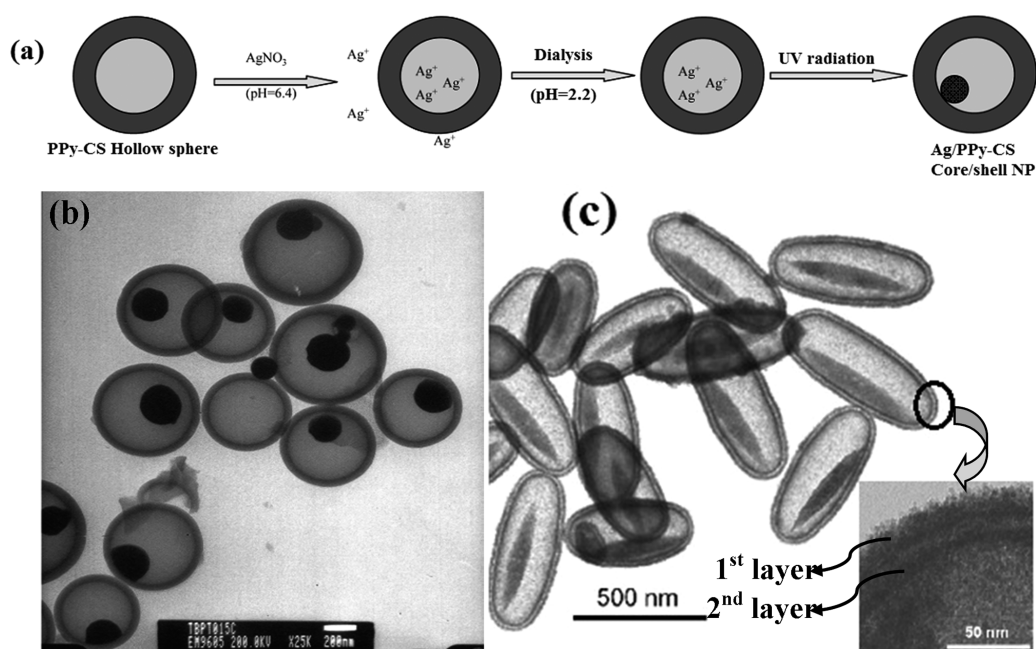 (a)
AgNO₃
(pH=6.4)
Ag⁺
Ag⁺
Ag⁺
Ag⁺ Ag⁺
Ag⁺
Dialysis
(pH=2.2)
Ag⁺
Ag⁺
Ag⁺
UV radiation
PPy-CS Hollow sphere
Ag/PPy-CS
Core/shell NP
(b)
TBPT015C
EM9605 200.0KV X25K 200nm
(c)
500 nm
1st layer
2nd layer
50 nm